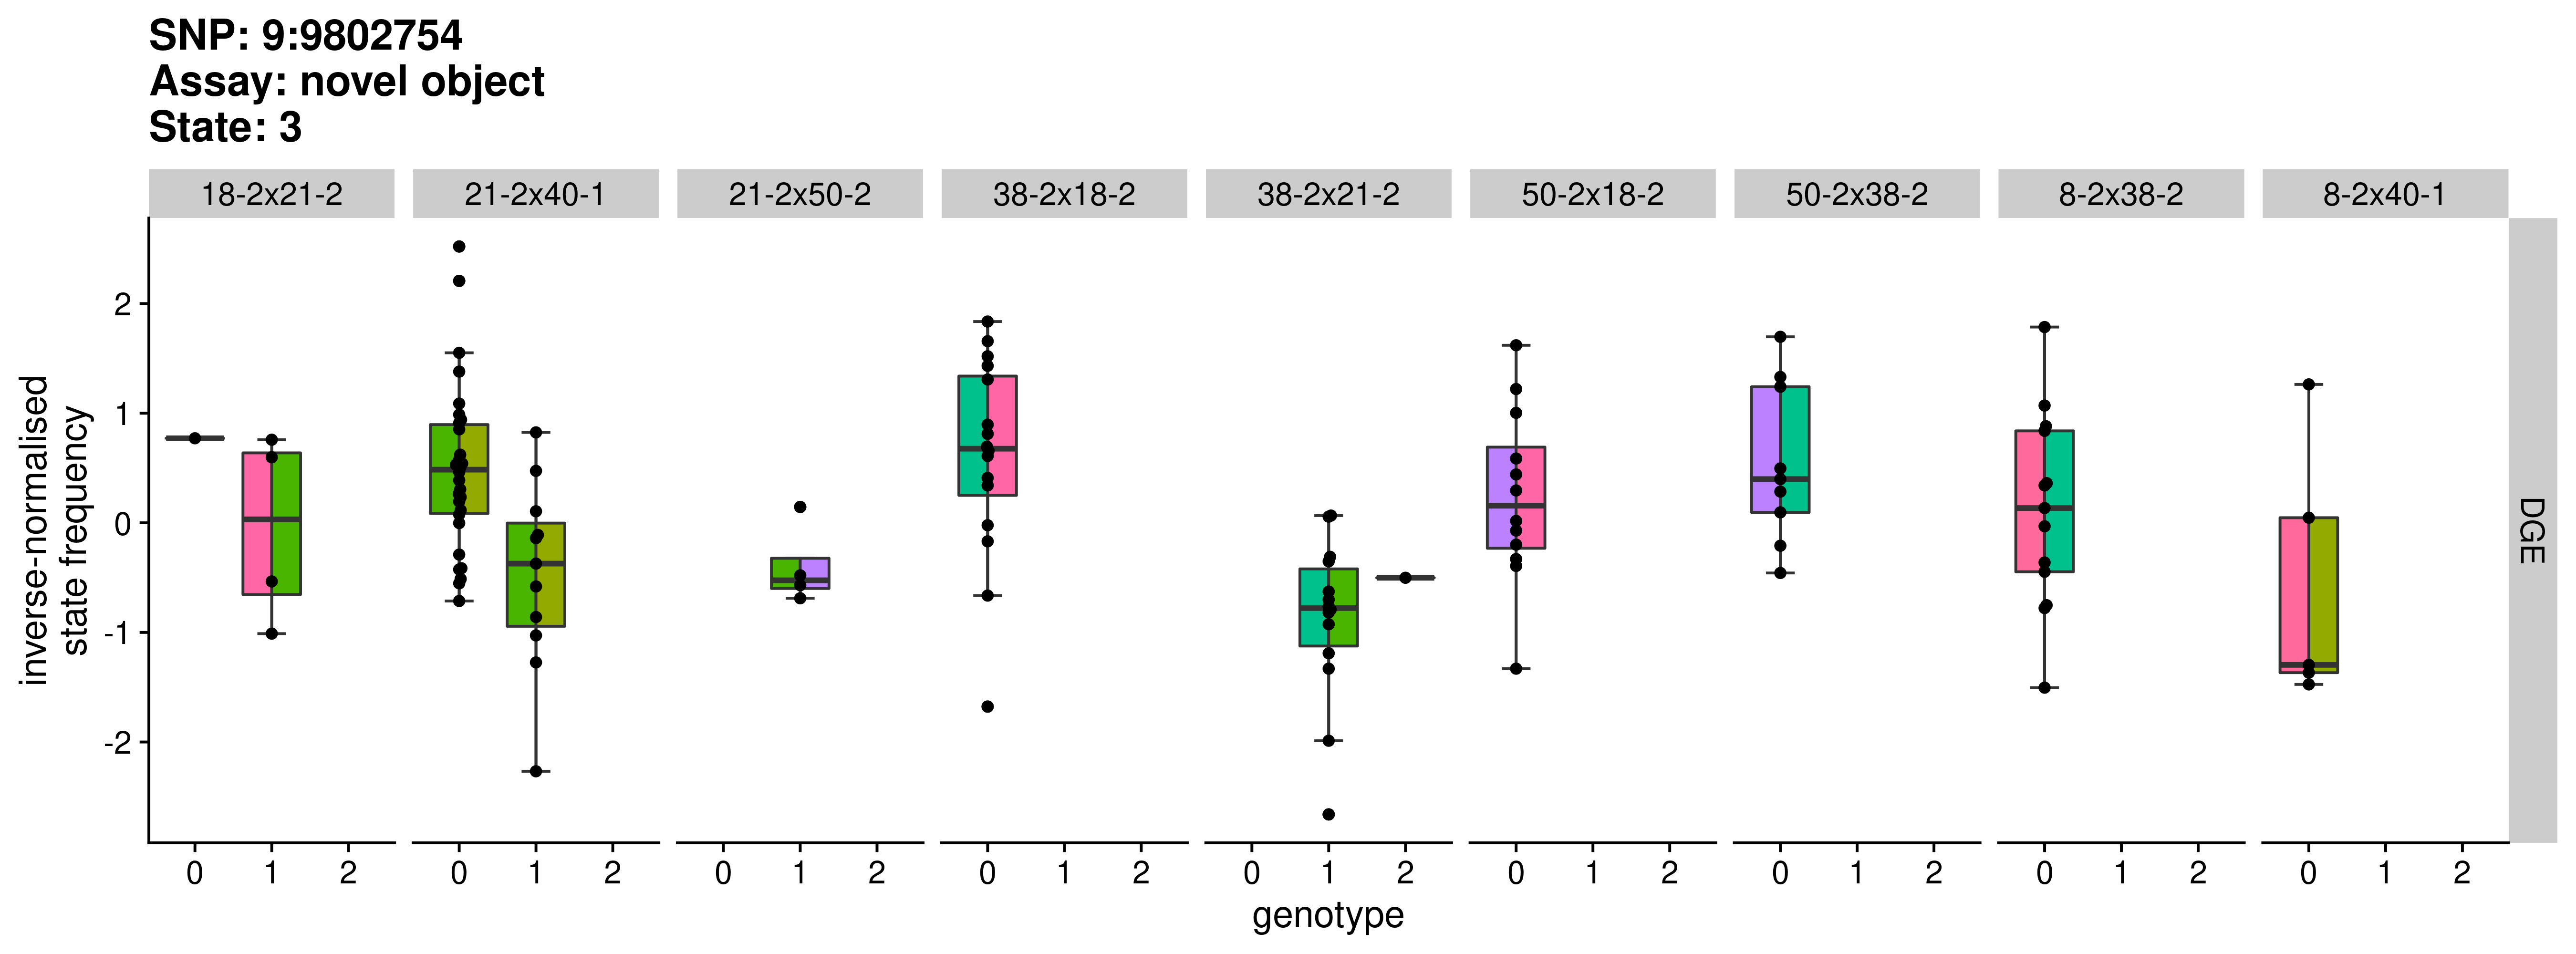 SNP: 9:9802754
Assay: novel object
State: 3
18-2x21-2 21-2x40-1 21-2x50-2 38-2x18-2 38-2x21-2 50-2x18-2 50-2x38-2 8-2x38-2 8-2x40-1
inverse-normalised
state frequency
2
1
0
-1
-2
DGE
0 1 2 0 1 2 0 1 2 0 1 2 0 1 2 0 1 2 0 1 2 0 1 2 0 1 2
genotype